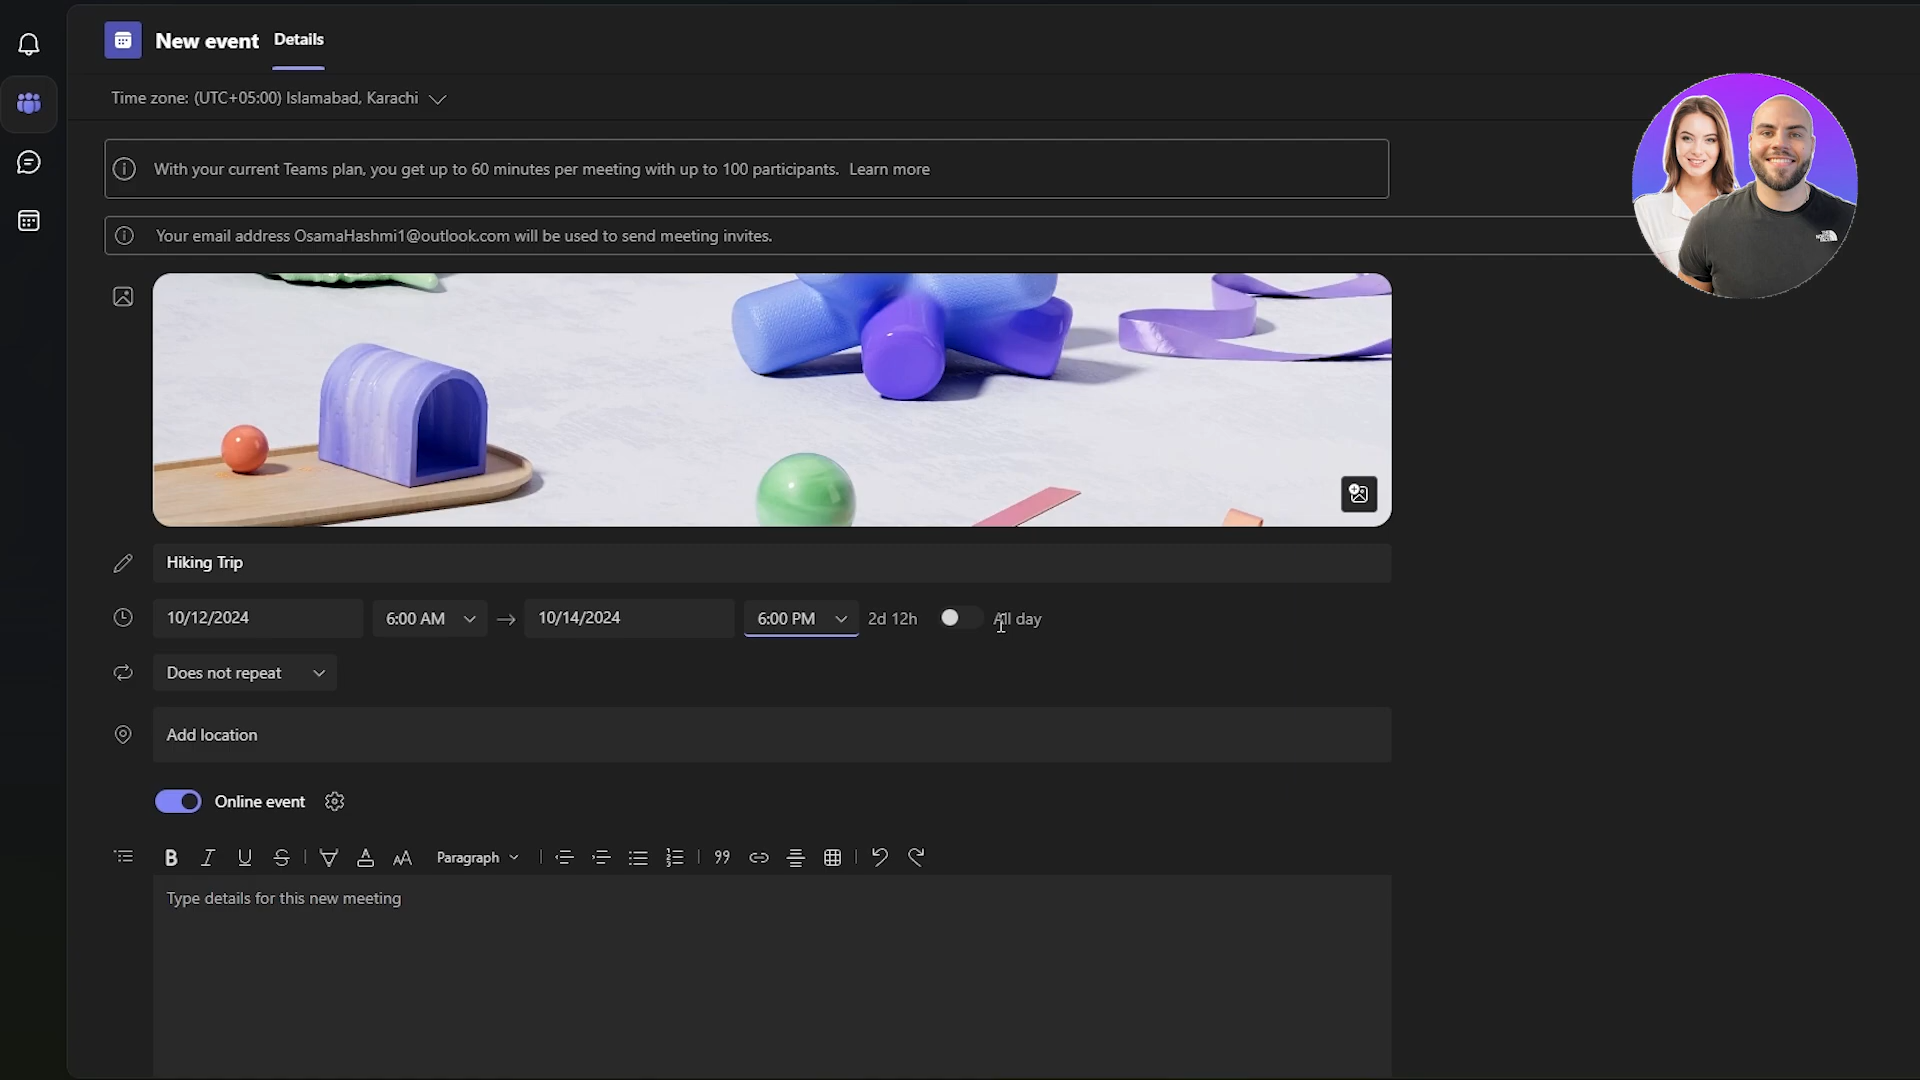 New event Details
Time zone: (UTC+05:00) Islamabad, Karachi
With your current Teams plan, you get up to 60 minutes per meeting with up to 100 participants. Learn more
Your email address OsamaHashmi1@outlook.com will be used to send meeting invites.
Hiking Trip
10/12/2024 6:00 AM → 10/14/2024 6:00 PM 2d 12h All day
Does not repeat
Add location
Online event
Paragraph
Type details for this new meeting